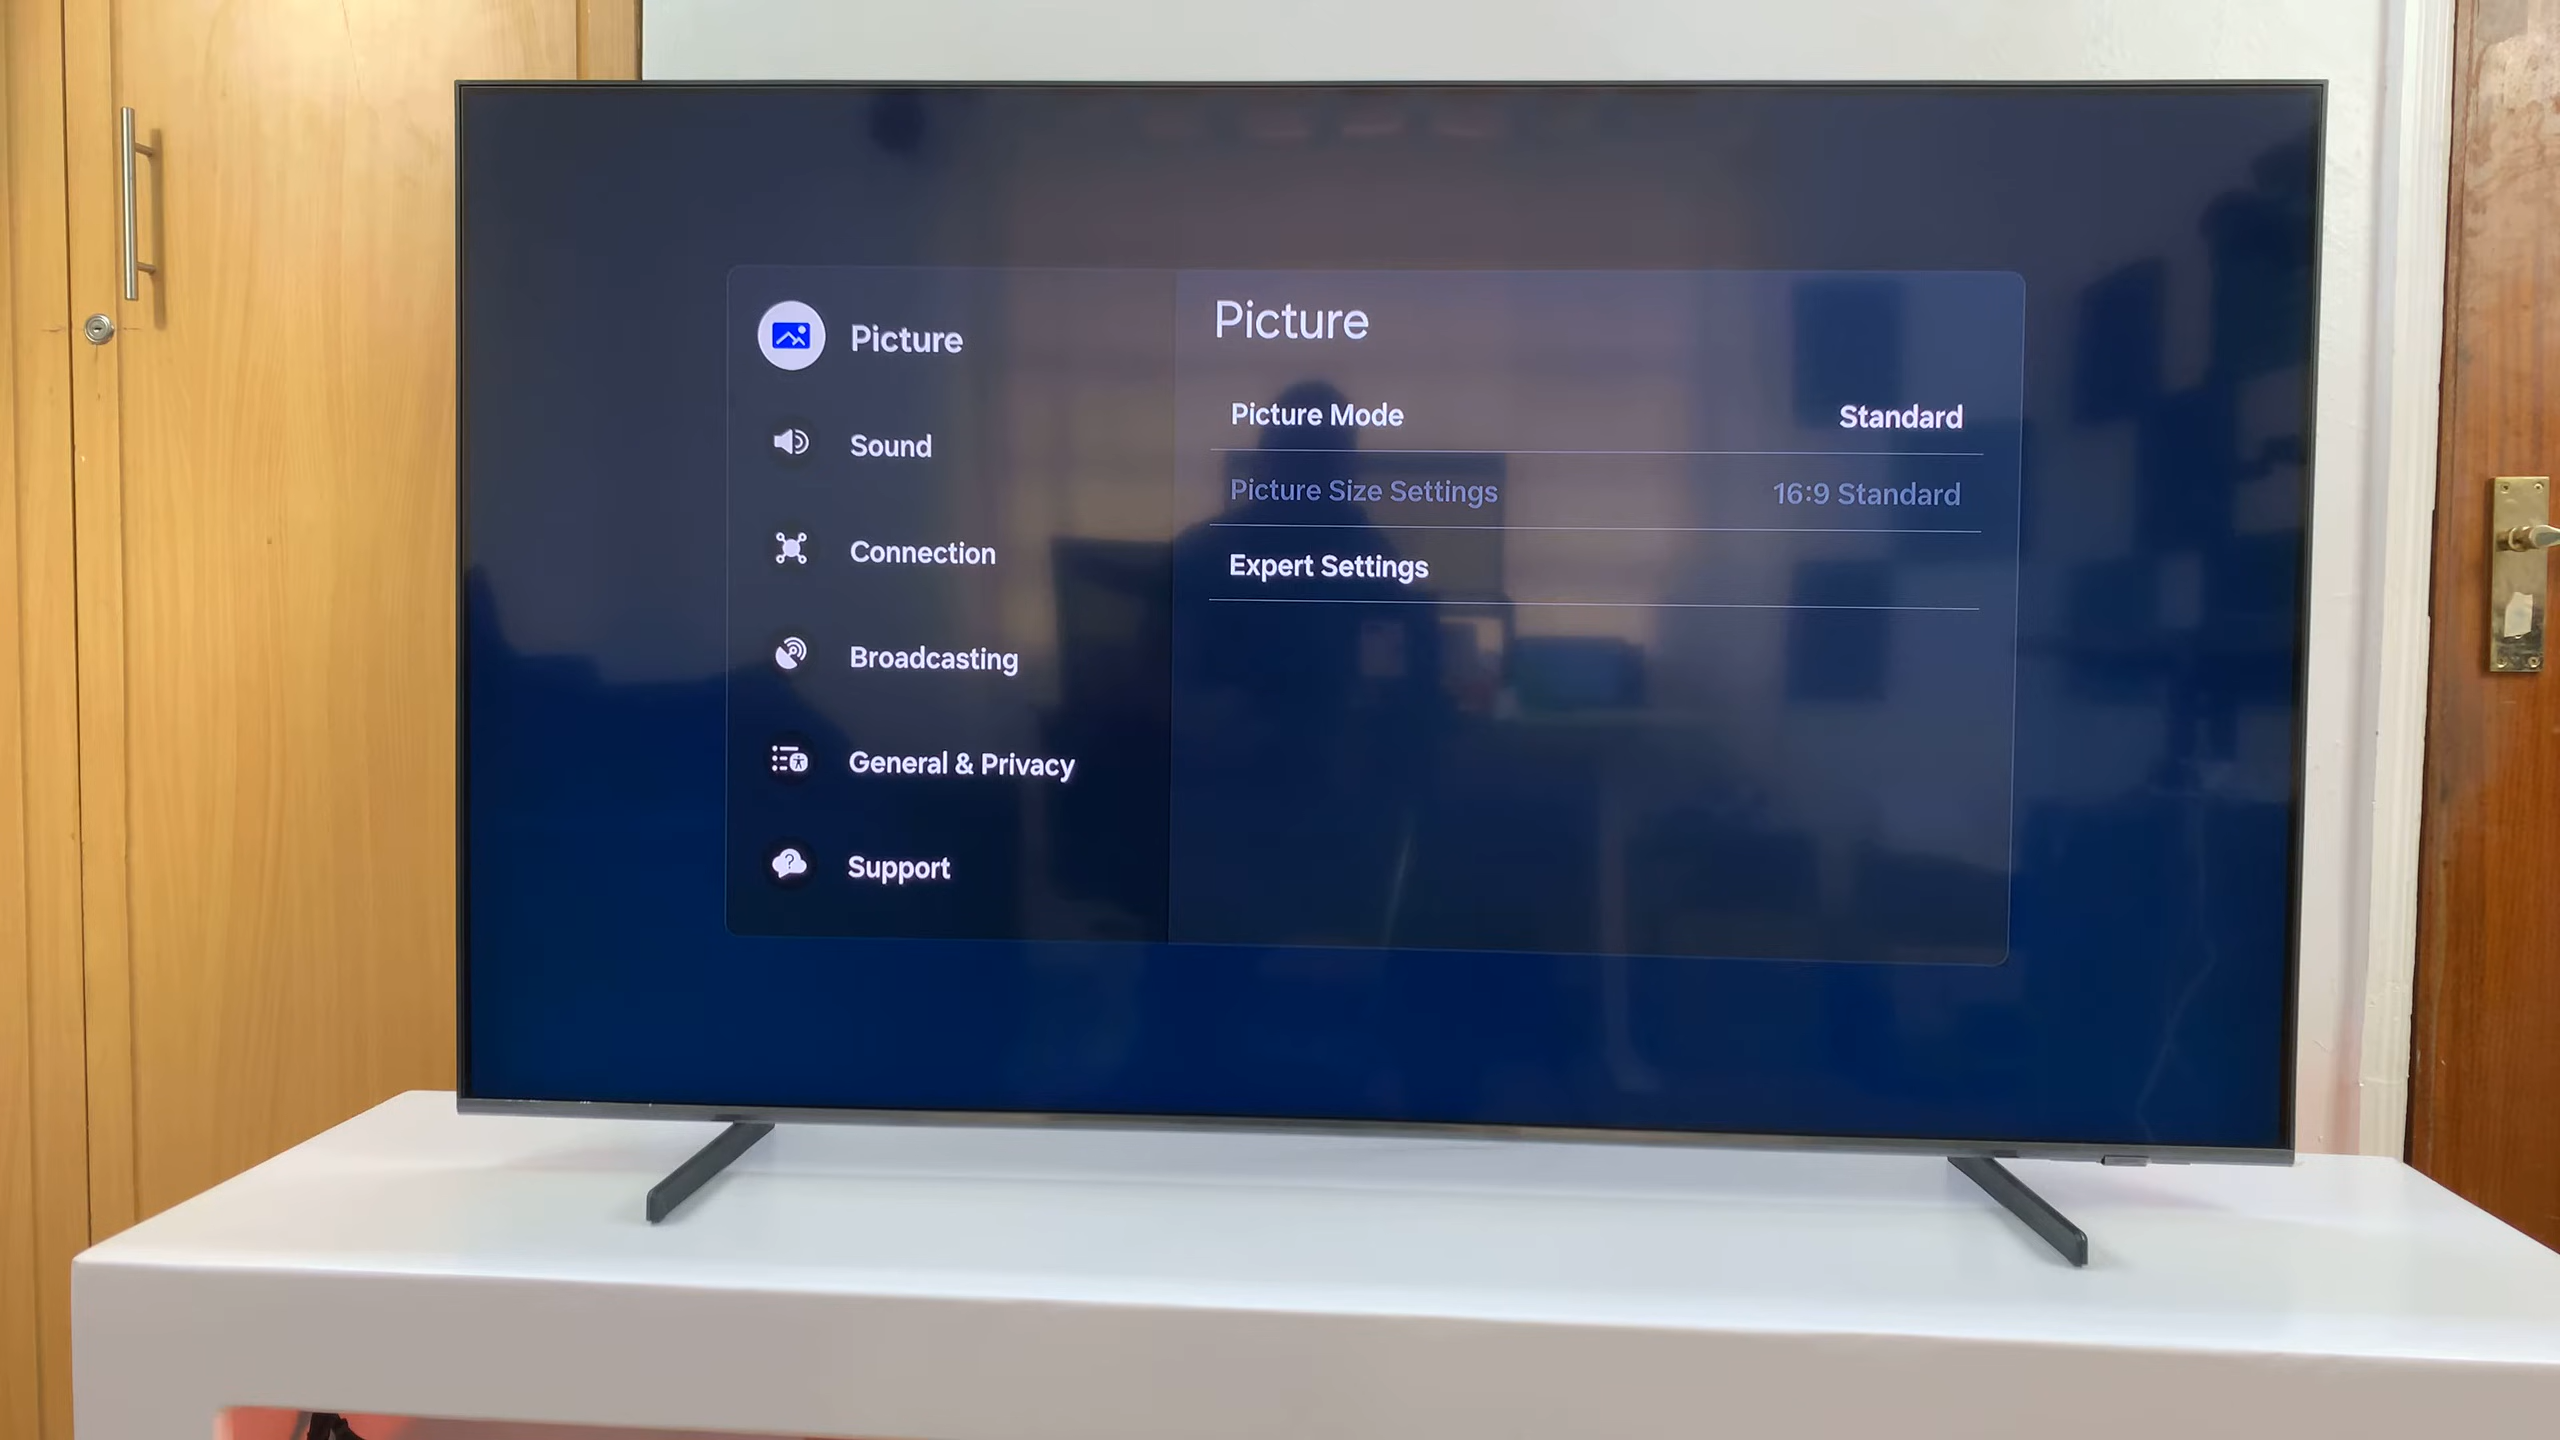 Picture
Sound
Connection
Broadcasting
General & Privacy
Support
Picture
Picture Mode Standard
Picture Size Settings 16:9 Standard
Expert Settings